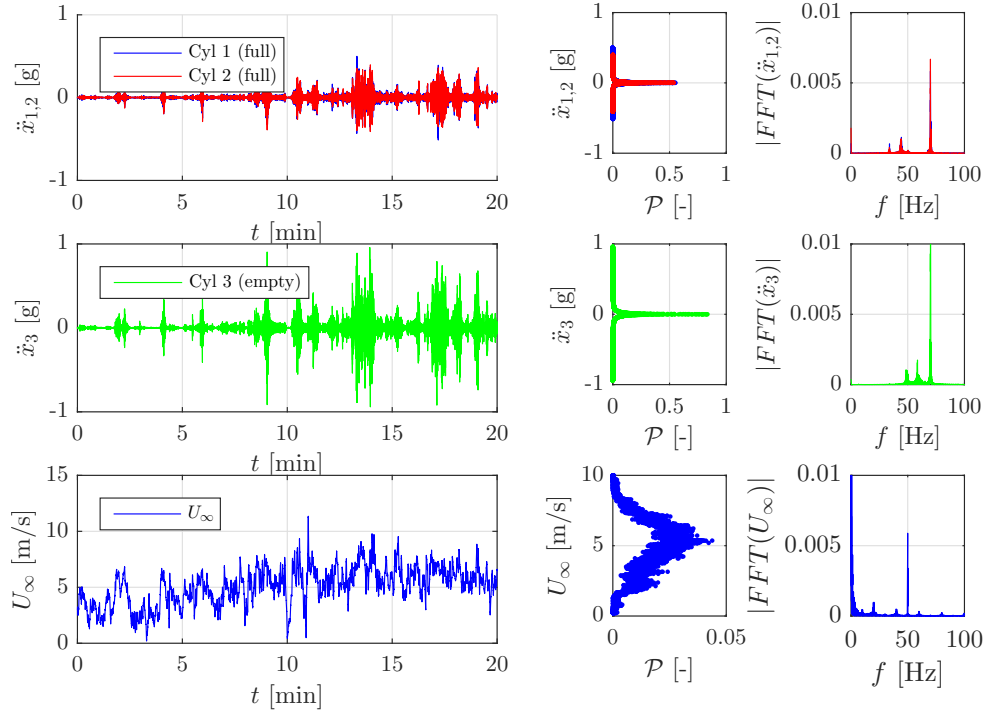 1
0
-1
ẍ1,2 [g]
Cyl 1 (full)
Cyl 2 (full)
0 5 10 15 20
t [min]
1
0
-1
ẍ1,2 [g]
0 0.5 1
𝒫 [-]
0.01
0.005
0
|FFT(ẍ1,2)|
0 50 100
f [Hz]
1
0
-1
ẍ3 [g]
Cyl 3 (empty)
0 5 10 15 20
t [min]
1
0
-1
ẍ3 [g]
0 0.5 1
𝒫 [-]
0.01
0.005
0
|FFT(ẍ3)|
0 50 100
f [Hz]
15
10
5
0
U∞ [m/s]
U∞
0 5 10 15 20
t [min]
10
5
0
U∞ [m/s]
0 0.05
𝒫 [-]
0.01
0.005
0
|FFT(U∞)|
0 50 100
f [Hz]